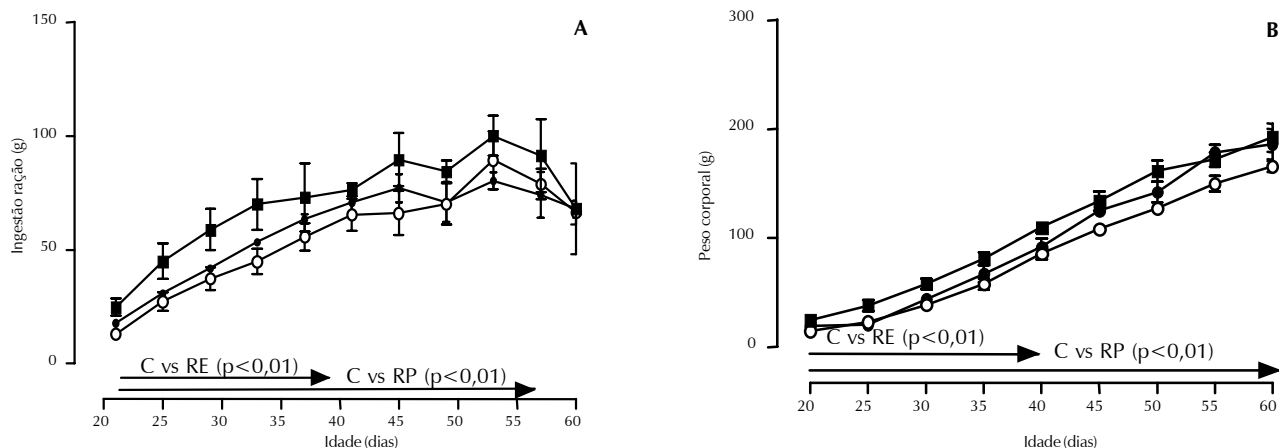 A
150
100
50
0
Ingestão ração (g)
C vs RE (p<0,01)
C vs RP (p<0,01)
20 25 30 35 40 45 50 55 60
Idade (dias)
B
300
200
100
0
Peso corporal (g)
C vs RE (p<0,01)
C vs RP (p<0,01)
20 25 30 35 40 45 50 55 60
Idade (dias)